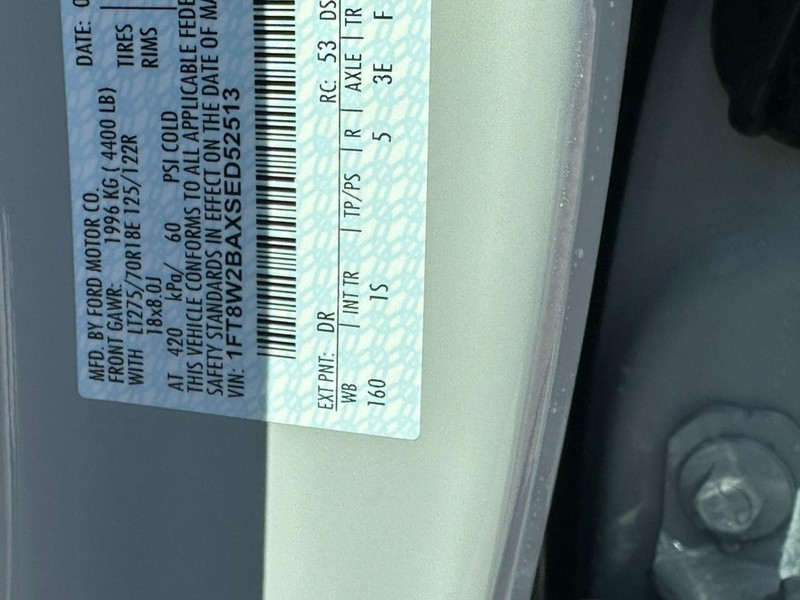 MFD. BY FORD MOTOR CO.
DATE: 0
FRONT GAWR: 1996 KG ( 4400 LB)
WITH LT275/70R18E 125/122R TIRES
18x8.0J RIMS
AT 420 kPa/ 60 PSI COLD
THIS VEHICLE CONFORMS TO ALL APPLICABLE FEDE
SAFETY STANDARDS IN EFFECT ON THE DATE OF MA
VIN: 1FT8W2BAXSED52513
EXT PNT: DR RC: 53 DS
WB | INT TR | TP/PS | R | AXLE | TR
160 1S 5 3E F